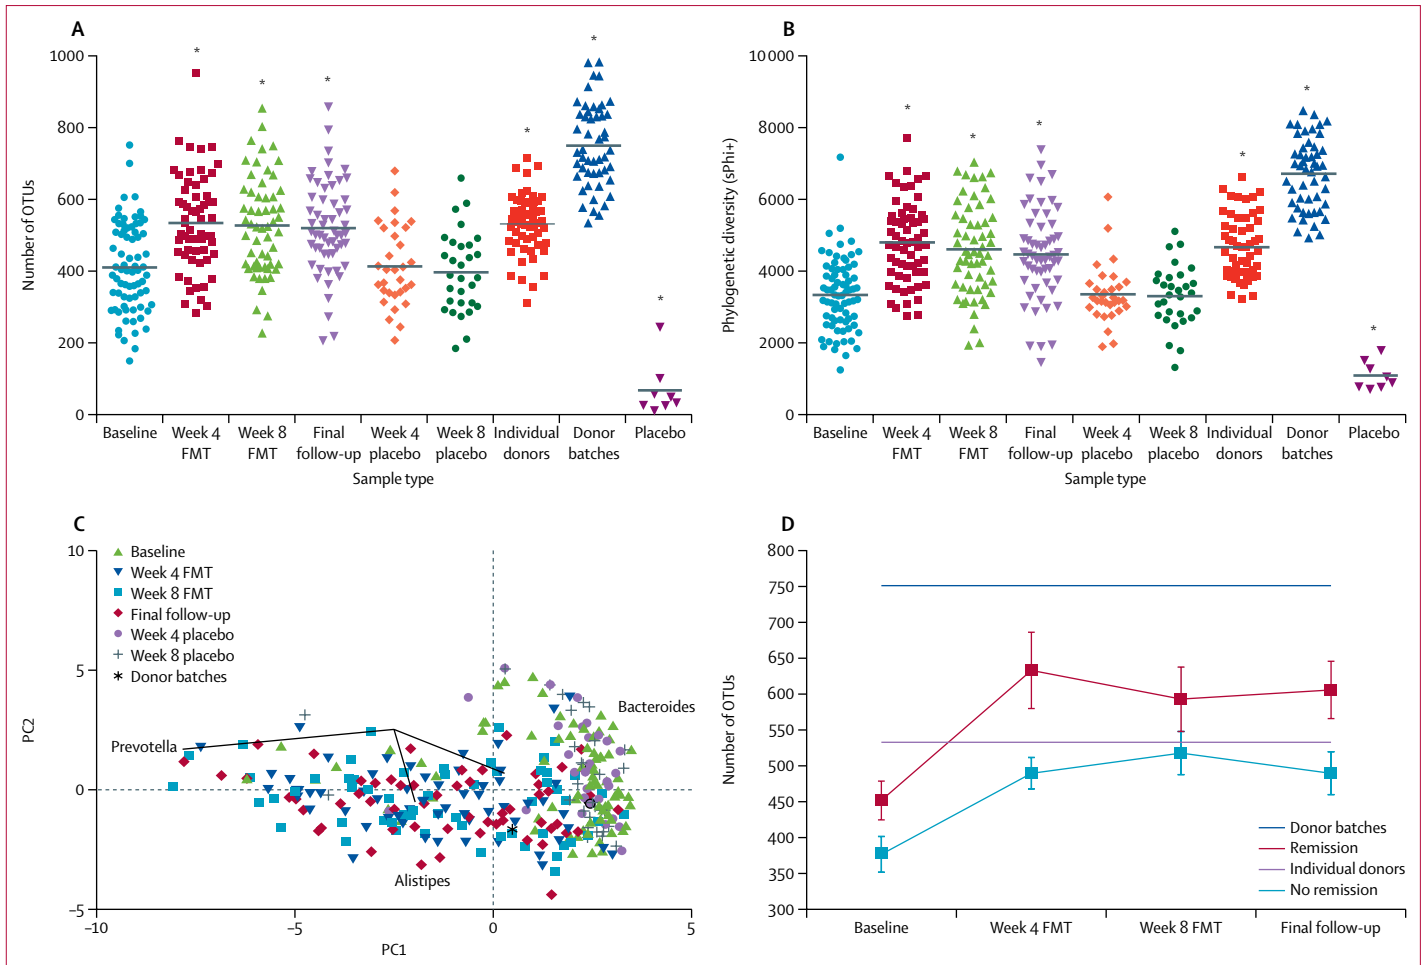 A
1000
800
600
400
200
0
Number of OTUs
*
*
*
*
*
*
Baseline
Week 4
FMT
Week 8
FMT
Final
follow-up
Week 4
placebo
Week 8
placebo
Individual
donors
Donor
batches
Placebo
Sample type
B
10000
8000
6000
4000
2000
0
Phylogenetic diversity (sPhi+)
*
*
*
*
*
*
Baseline
Week 4
FMT
Week 8
FMT
Final
follow-up
Week 4
placebo
Week 8
placebo
Individual
donors
Donor
batches
Placebo
Sample type
C
10
5
0
–5
PC2
Baseline
Week 4 FMT
Week 8 FMT
Final follow-up
Week 4 placebo
Week 8 placebo
Donor batches
Bacteroides
Prevotella
Alistipes
–10
–5
0
5
PC1
D
800
750
700
650
600
550
500
450
400
350
300
Number of OTUs
Donor batches
Remission
Individual donors
No remission
Baseline
Week 4 FMT
Week 8 FMT
Final follow-up